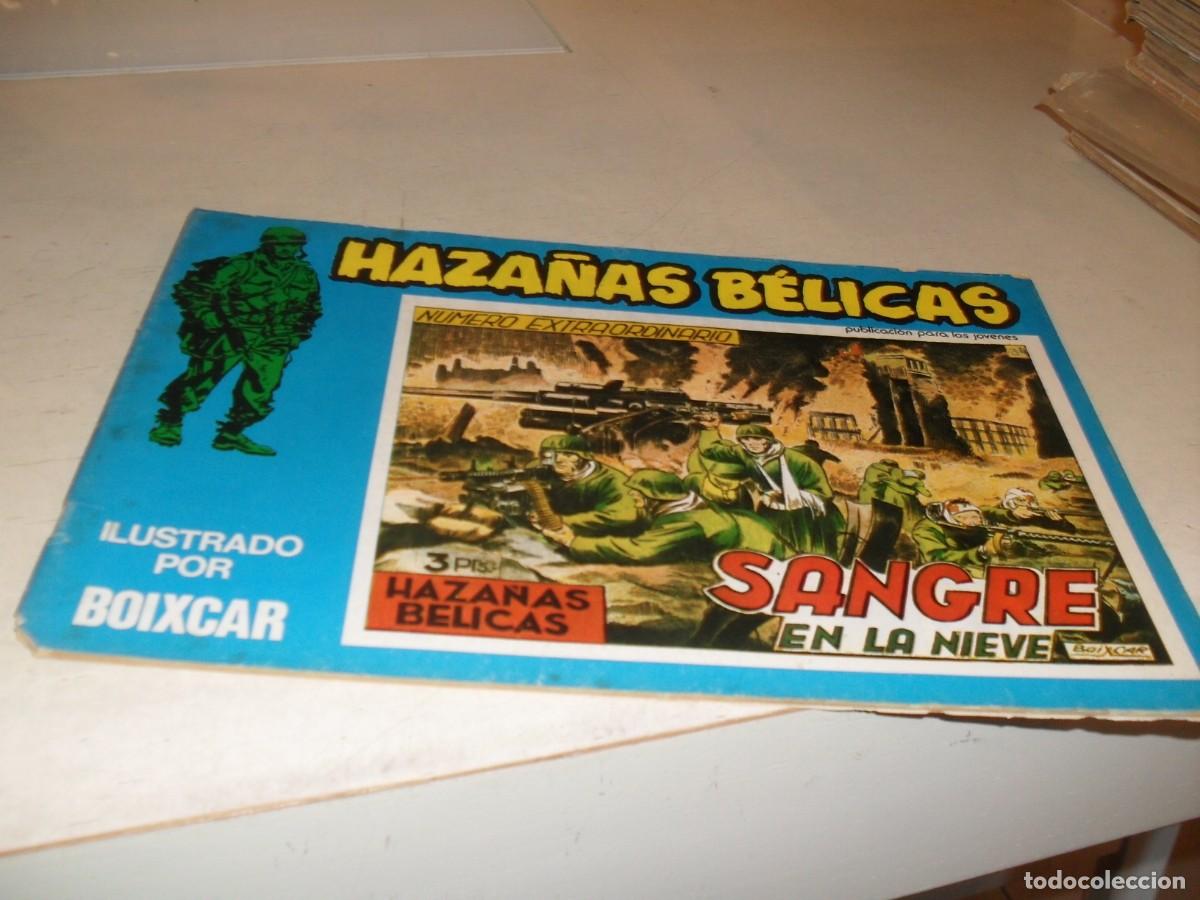 HAZAÑAS BÉLICAS
publicación para los jóvenes
NUMERO EXTRAORDINARIO
ILUSTRADO
POR
BOIXCAR
3 Pts.
HAZAÑAS
BELICAS
SANGRE
EN LA NIEVE
BOIXCAR
todocoleccion